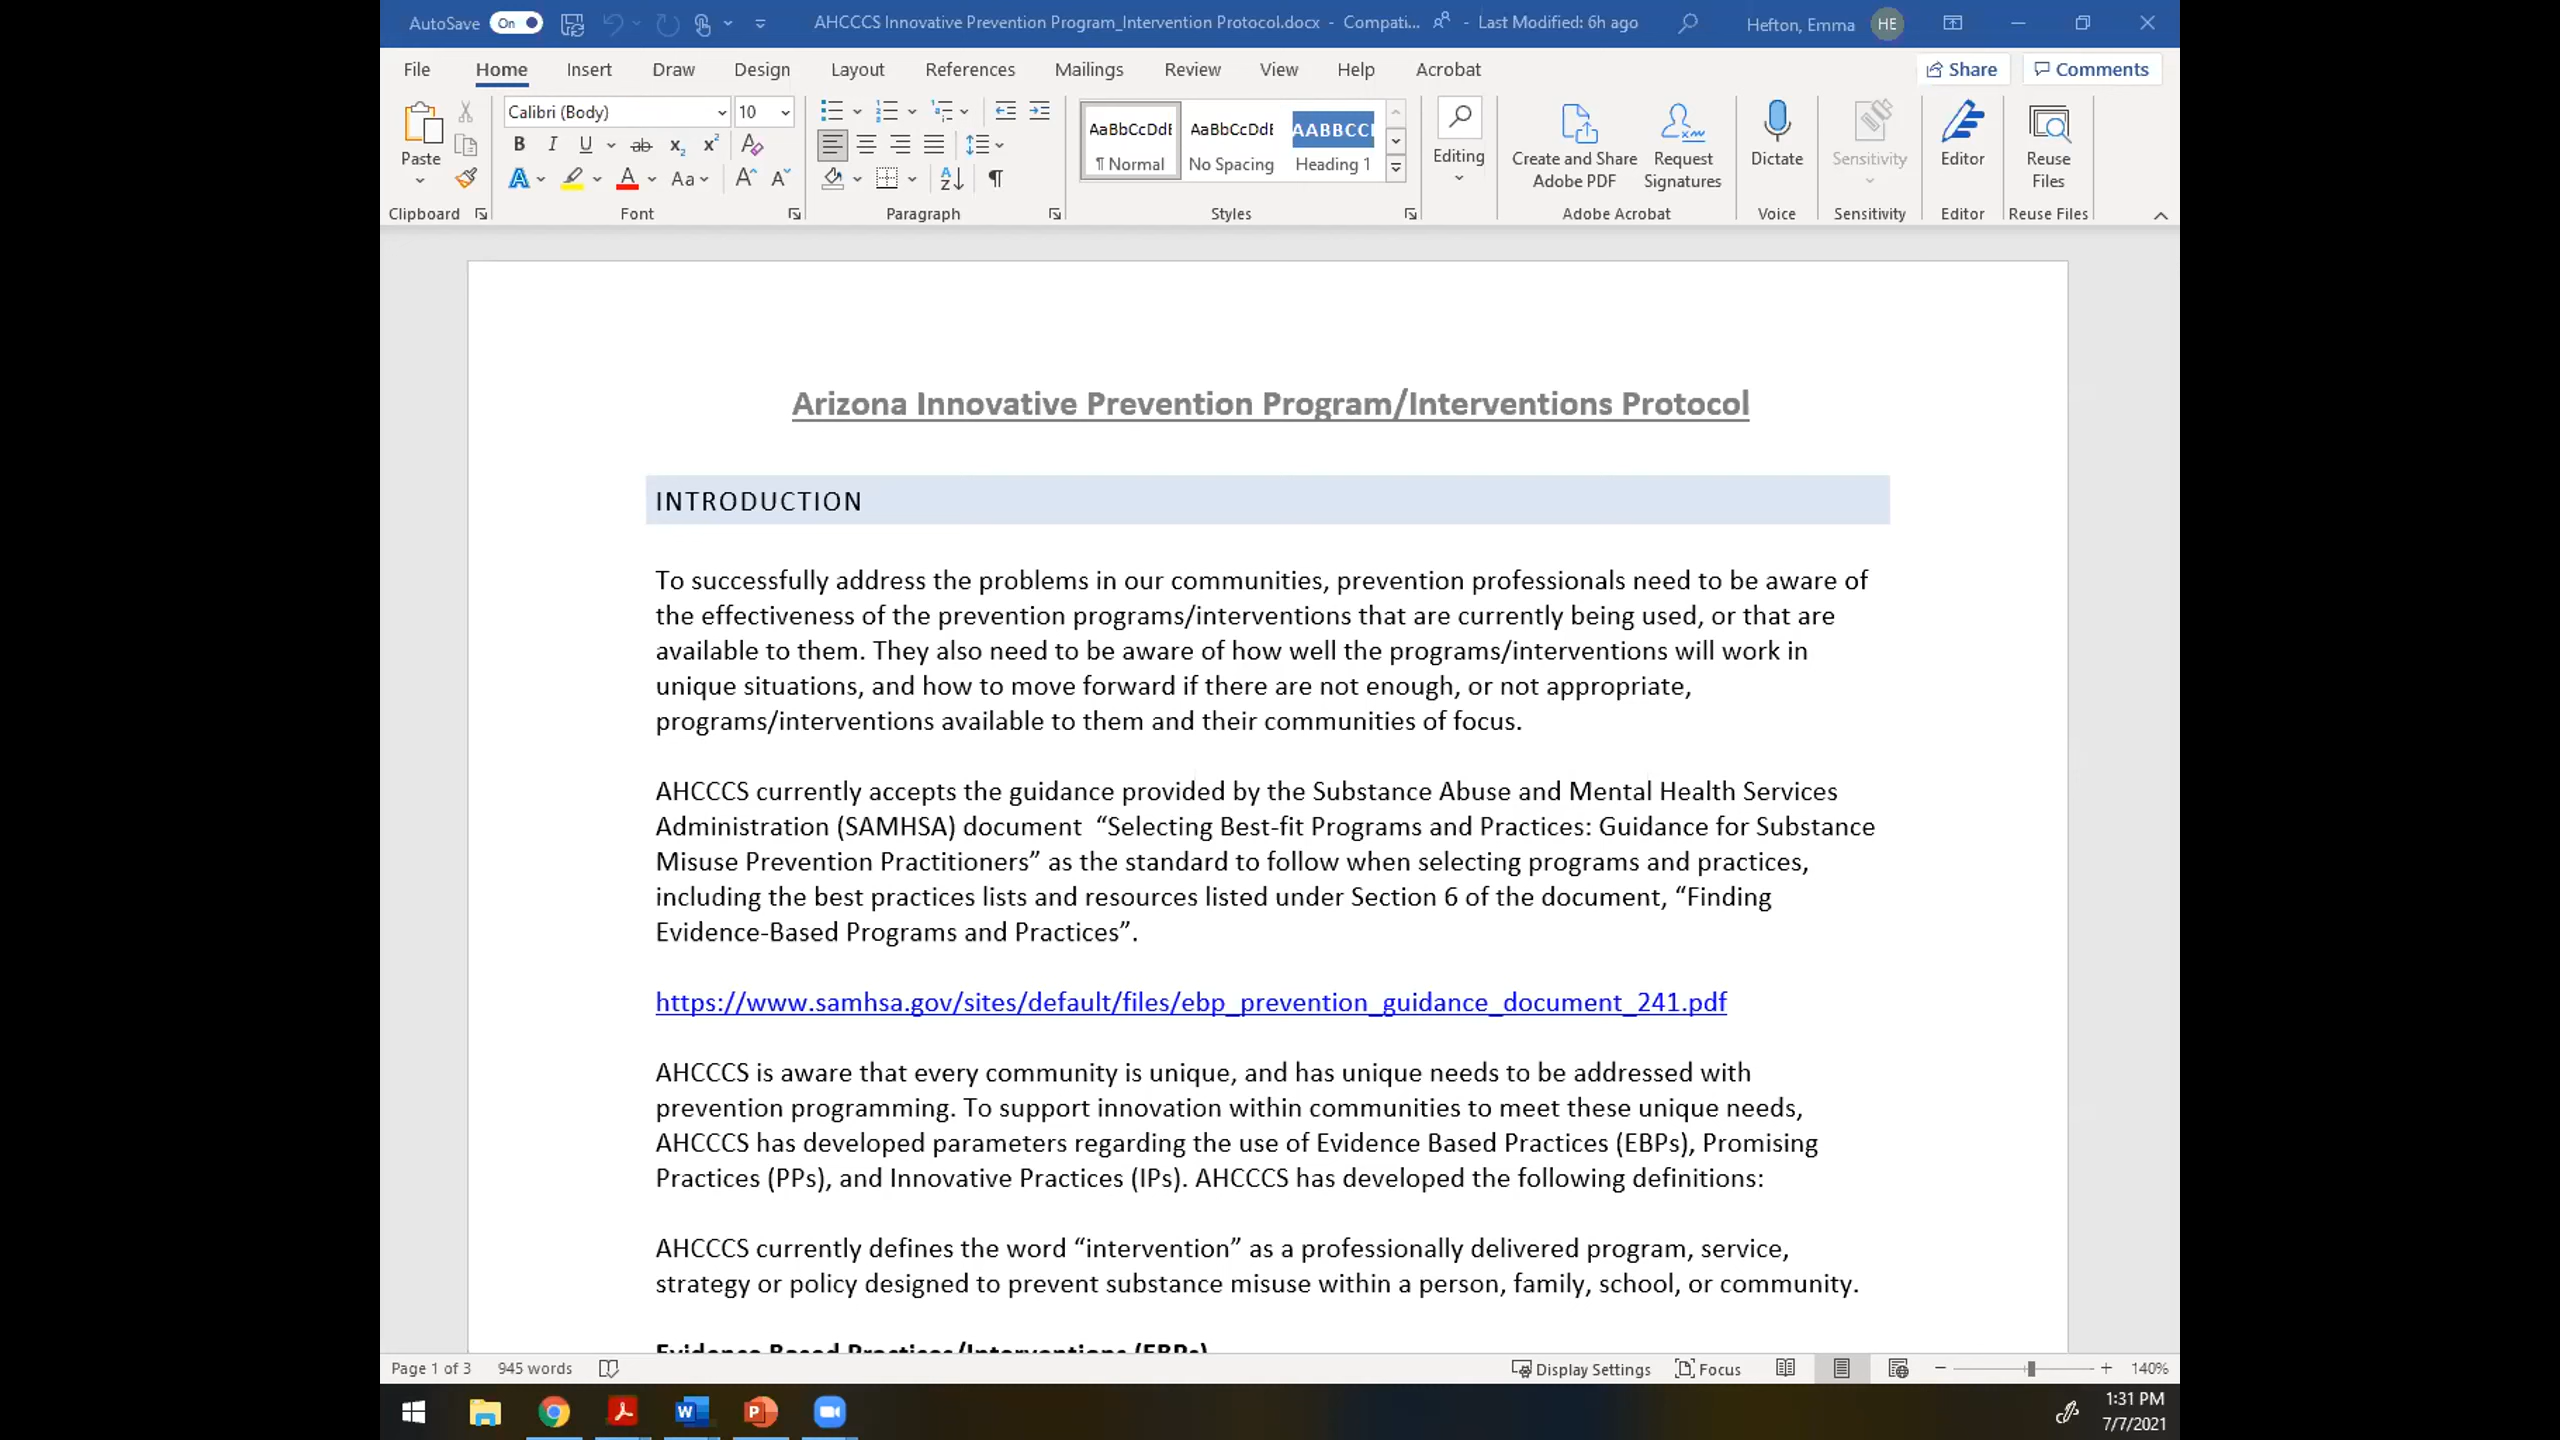 AutoSave On AHCCCS Innovative Prevention Program_Intervention Protocol.docx - Compati... - Last Modified: 6h ago Hefton, Emma HE
File Home Insert Draw Design Layout References Mailings Review View Help Acrobat Share Comments
Calibri (Body) 10
Paste
AaBbCcDdE AaBbCcDdE AABBCCI
¶ Normal No Spacing Heading 1
Editing
Create and Share Adobe PDF
Request Signatures
Dictate
Sensitivity
Editor
Reuse Files
Clipboard Font Paragraph Styles Adobe Acrobat Voice Sensitivity Editor Reuse Files
Arizona Innovative Prevention Program/Interventions Protocol
INTRODUCTION
To successfully address the problems in our communities, prevention professionals need to be aware of
the effectiveness of the prevention programs/interventions that are currently being used, or that are
available to them. They also need to be aware of how well the programs/interventions will work in
unique situations, and how to move forward if there are not enough, or not appropriate,
programs/interventions available to them and their communities of focus.
AHCCCS currently accepts the guidance provided by the Substance Abuse and Mental Health Services
Administration (SAMHSA) document “Selecting Best-fit Programs and Practices: Guidance for Substance
Misuse Prevention Practitioners” as the standard to follow when selecting programs and practices,
including the best practices lists and resources listed under Section 6 of the document, “Finding
Evidence-Based Programs and Practices”.
https://www.samhsa.gov/sites/default/files/ebp_prevention_guidance_document_241.pdf
AHCCCS is aware that every community is unique, and has unique needs to be addressed with
prevention programming. To support innovation within communities to meet these unique needs,
AHCCCS has developed parameters regarding the use of Evidence Based Practices (EBPs), Promising
Practices (PPs), and Innovative Practices (IPs). AHCCCS has developed the following definitions:
AHCCCS currently defines the word “intervention” as a professionally delivered program, service,
strategy or policy designed to prevent substance misuse within a person, family, school, or community.
Evidence Based Practices/Interventions (EBPs)
Page 1 of 3 945 words Display Settings Focus 140%
1:31 PM
7/7/2021